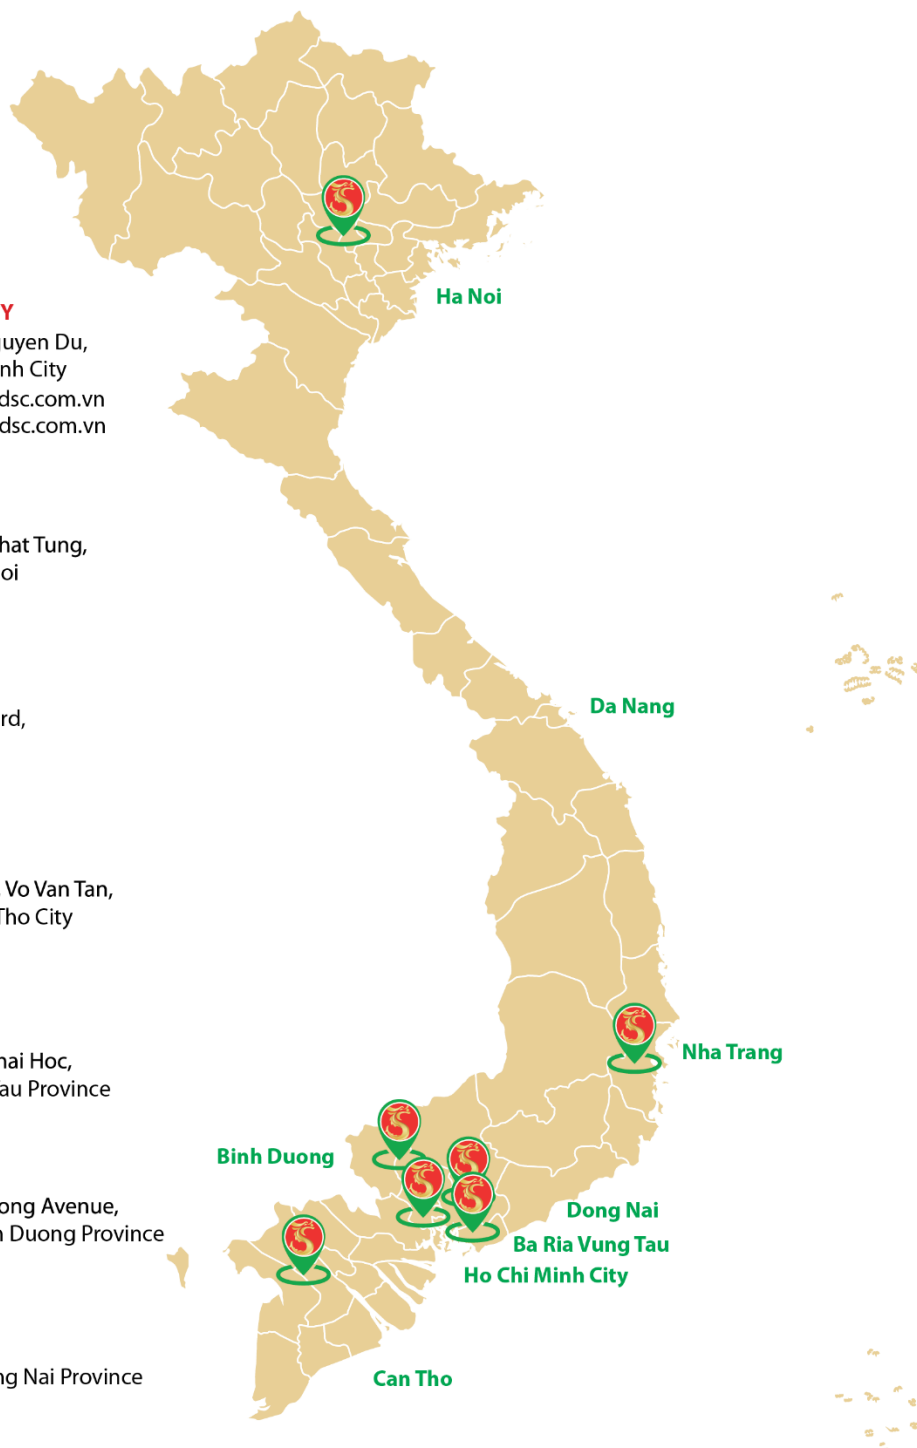 Y
guyen Du,
nh City
dsc.com.vn
dsc.com.vn
hat Tung,
oi
rd,
Vo Van Tan,
Tho City
hai Hoc,
Tau Province
ong Avenue,
h Duong Province
ng Nai Province
Ha Noi
Da Nang
Nha Trang
Binh Duong
Dong Nai
Ba Ria Vung Tau
Ho Chi Minh City
Can Tho